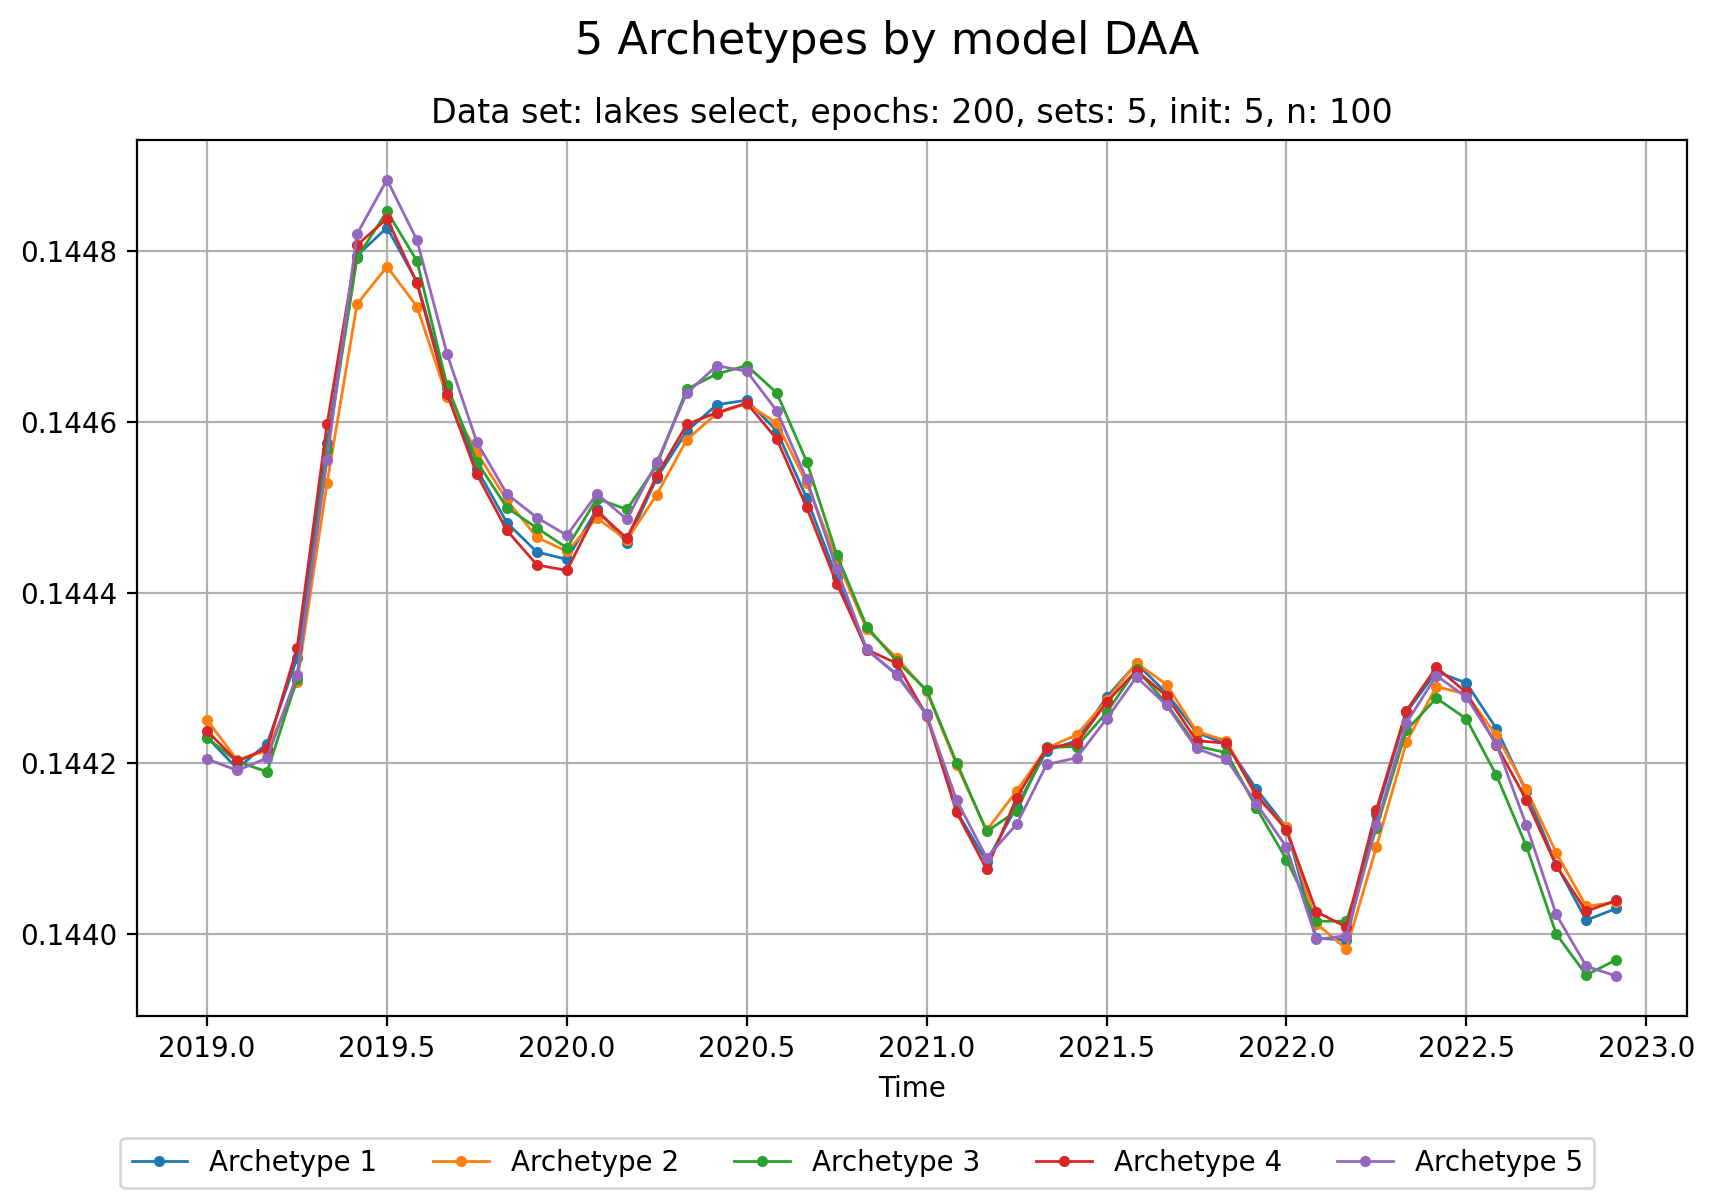 5 Archetypes by model DAA
Data set: lakes select, epochs: 200, sets: 5, init: 5, n: 100
0.1448
0.1446
0.1444
0.1442
0.1440
2019.0 2019.5 2020.0 2020.5 2021.0 2021.5 2022.0 2022.5 2023.0
Time
Archetype 1 Archetype 2 Archetype 3 Archetype 4 Archetype 5